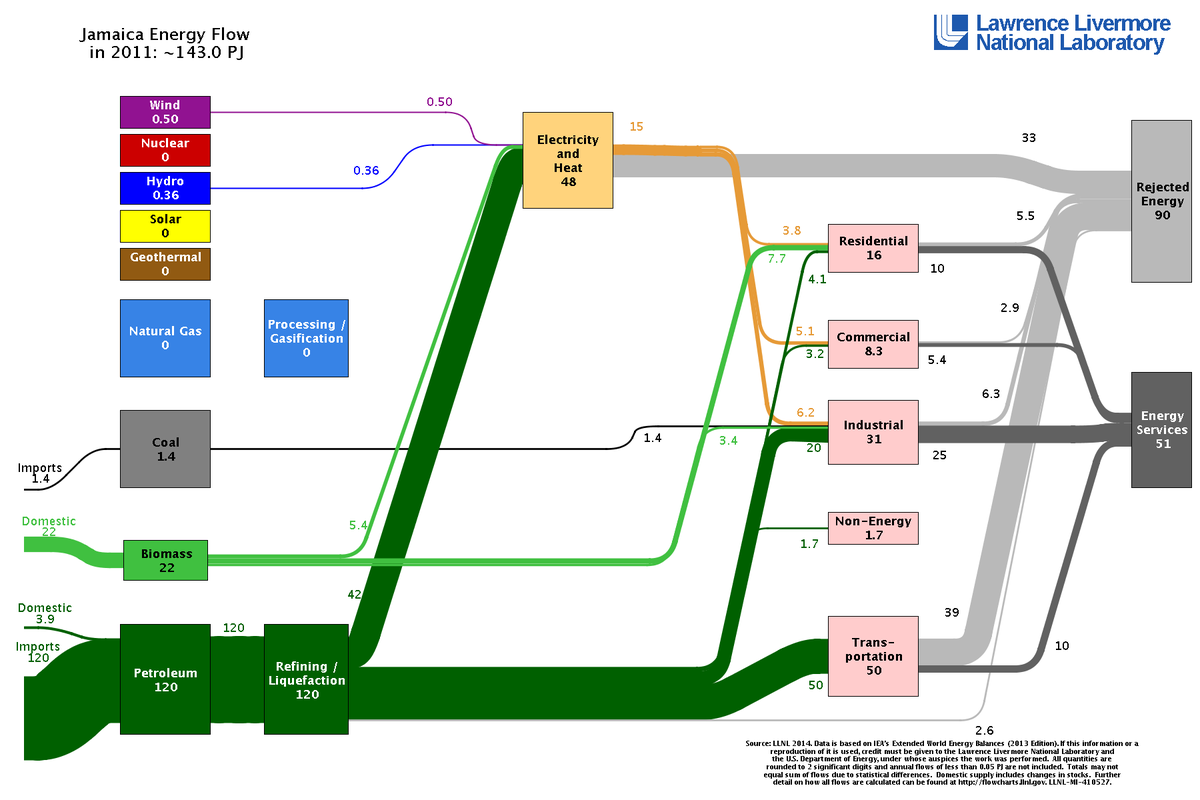 Jamaica Energy Flow
in 2011: ~143.0 PJ
Lawrence Livermore
National Laboratory
Wind
0.50
Nuclear
0
Hydro
0.36
Solar
0
Geothermal
0
Natural Gas
0
Processing /
Gasification
0
Coal
1.4
Imports
1.4
Domestic
22
Biomass
22
Domestic
3.9
Imports
120
Petroleum
120
120
Refining /
Liquefaction
120
0.50
0.36
5.4
42
Electricity
and
Heat
48
15
33
3.8
7.7
4.1
5.1
3.2
6.2
1.4
3.4
20
1.7
50
Residential
16
Commercial
8.3
Industrial
31
Non-Energy
1.7
Trans-
portation
50
5.5
10
2.9
5.4
6.3
25
39
10
2.6
Rejected
Energy
90
Energy
Services
51
Source: LLNL 2014. Data is based on IEA's Extended World Energy Balances (2013 Edition). If this information or a
reproduction of it is used, credit must be given to the Lawrence Livermore National Laboratory and
the U.S. Department of Energy, under whose auspices the work was performed. All quantities are
rounded to 2 significant digits and annual flows of less than 0.05 PJ are not included. Totals may not
equal sum of flows due to statistical differences. Domestic supply includes changes in stocks. Further
detail on how all flows are calculated can be found at http://flowcharts.llnl.gov. LLNL-MI-410527.